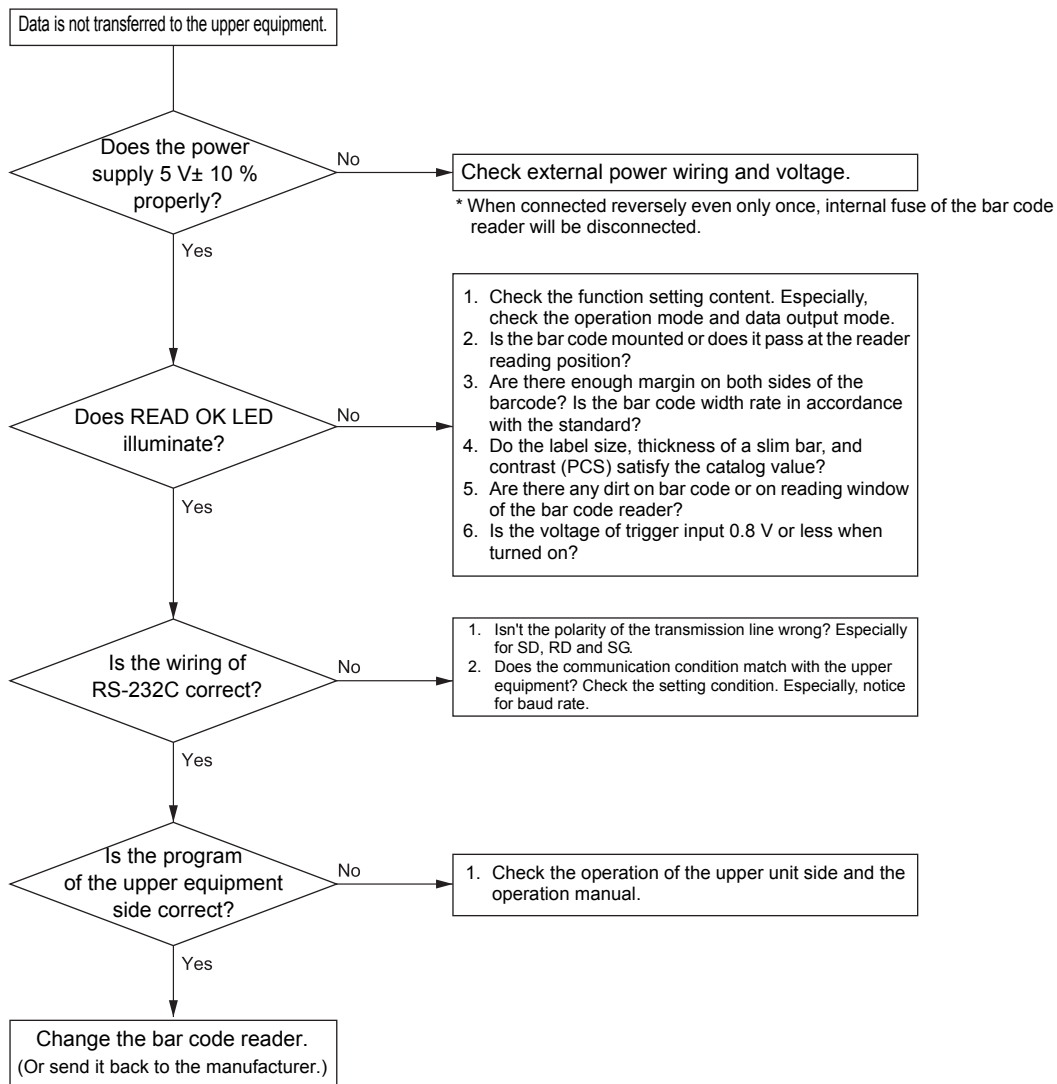 Data is not transferred to the upper equipment.
Does the power
supply 5 V± 10 %
properly?
No
Check external power wiring and voltage.
* When connected reversely even only once, internal fuse of the bar code
reader will be disconnected.
Yes
Does READ OK LED
illuminate?
No
1. Check the function setting content. Especially,
check the operation mode and data output mode.
2. Is the bar code mounted or does it pass at the reader
reading position?
3. Are there enough margin on both sides of the
barcode? Is the bar code width rate in accordance
with the standard?
4. Do the label size, thickness of a slim bar, and
contrast (PCS) satisfy the catalog value?
5. Are there any dirt on bar code or on reading window
of the bar code reader?
6. Is the voltage of trigger input 0.8 V or less when
turned on?
Yes
Is the wiring of
RS-232C correct?
No
1. Isn't the polarity of the transmission line wrong? Especially
for SD, RD and SG.
2. Does the communication condition match with the upper
equipment? Check the setting condition. Especially, notice
for baud rate.
Yes
Is the program
of the upper equipment
side correct?
No
1. Check the operation of the upper unit side and the
operation manual.
Yes
Change the bar code reader.
(Or send it back to the manufacturer.)